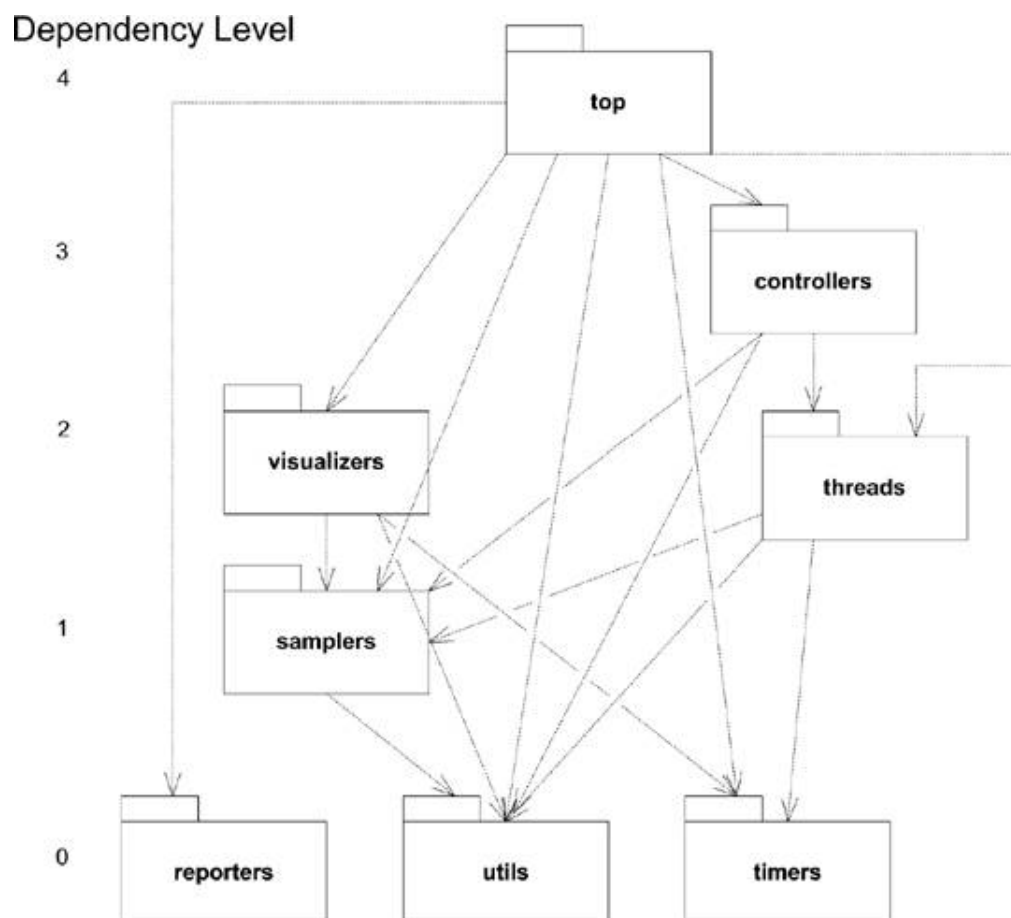 Dependency Level
4
top
3
controllers
2
visualizers
threads
1
samplers
0
reporters
utils
timers